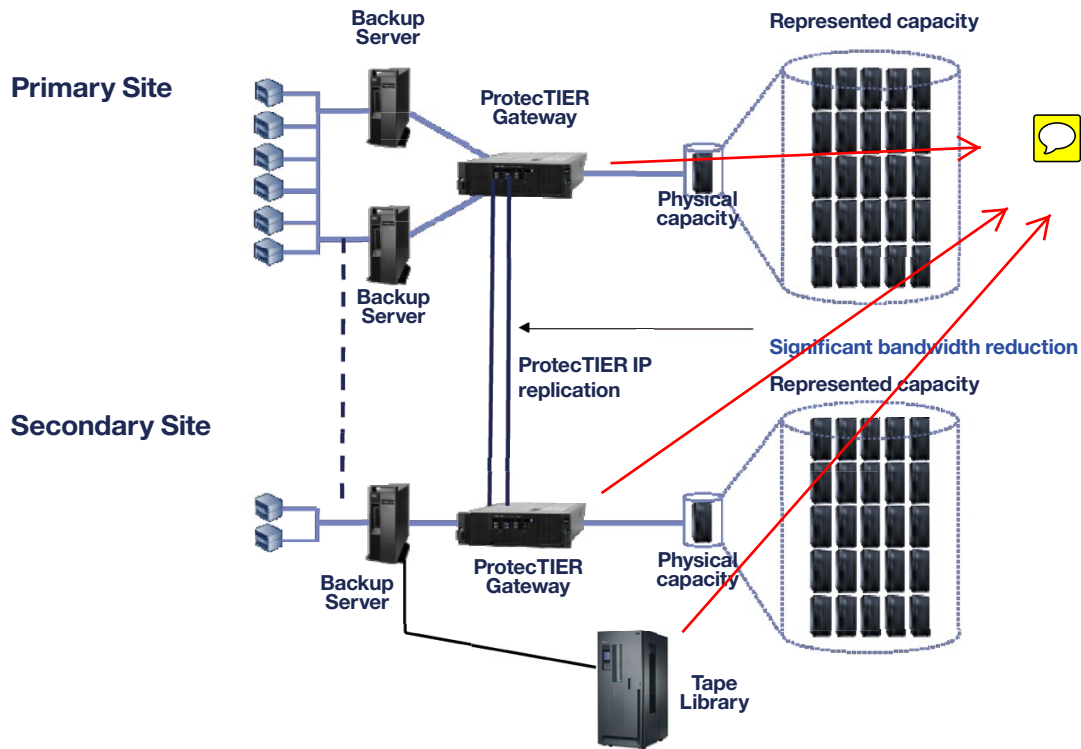 Backup
Server
Represented capacity
Primary Site
ProtecTIER
Gateway
Physical
capacity
Backup
Server
ProtecTIER IP
replication
Significant bandwidth reduction
Represented capacity
Secondary Site
Backup
Server
ProtecTIER
Gateway
Physical
capacity
Tape
Library